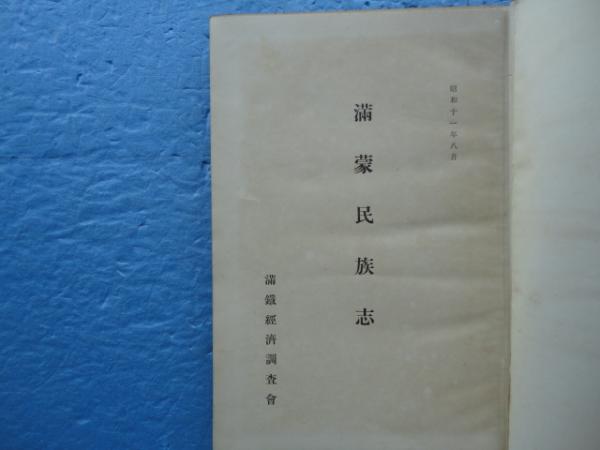 昭和十一年八月
滿蒙民族志
滿鐵經濟調查會